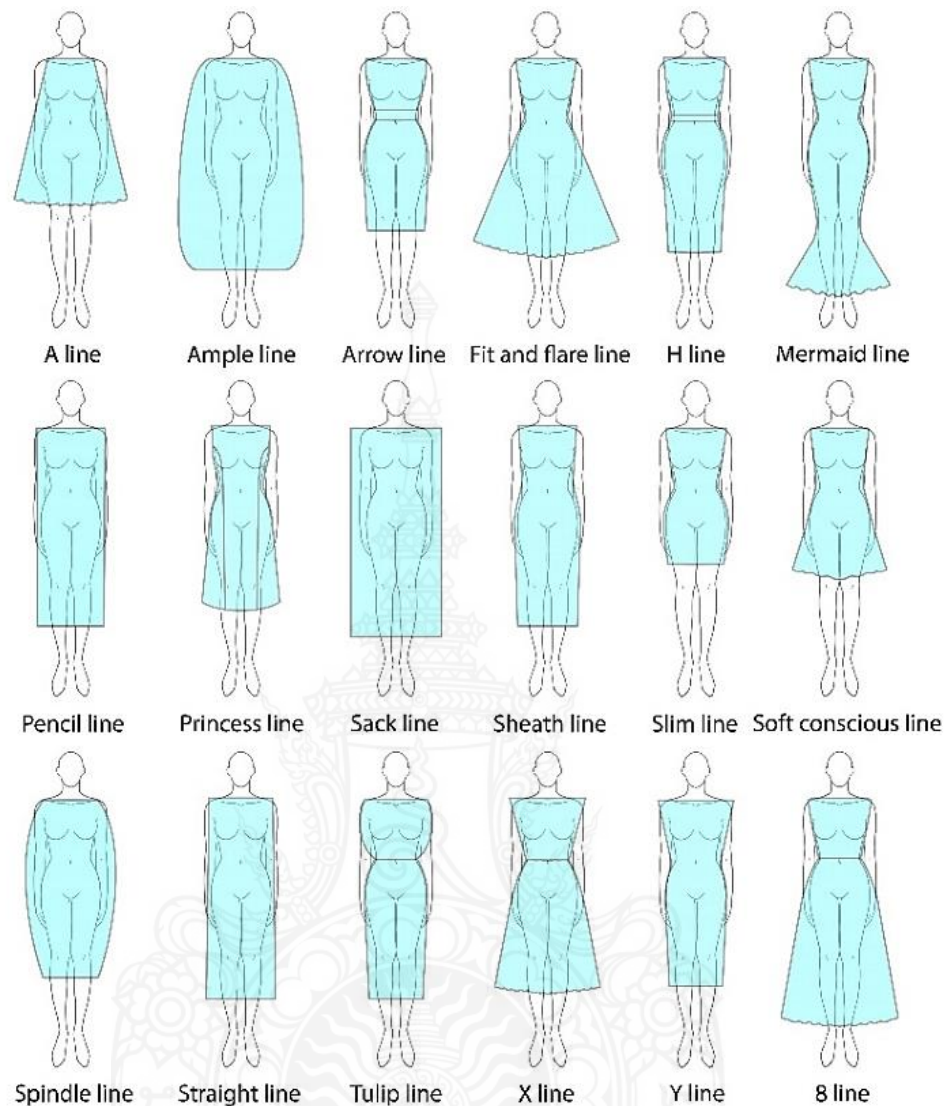 A line Ample line Arrow line Fit and flare line H line Mermaid line
Pencil line Princess line Sack line Sheath line Slim line Soft conscious line
Spindle line Straight line Tulip line X line Y line 8 line